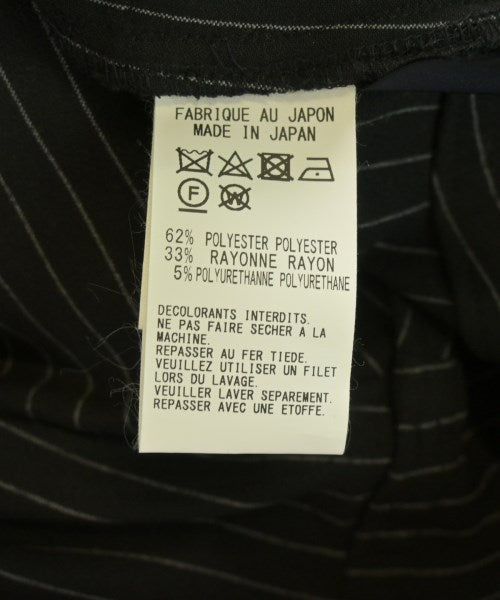 FABRIQUE AU JAPON
MADE IN JAPAN
F W
62% POLYESTER POLYESTER
33% RAYONNE RAYON
5% POLYURETHANNE POLYURETHANE
DECOLORANTS INTERDITS.
NE PAS FAIRE SECHER A LA
MACHINE.
REPASSER AU FER TIEDE.
VEUILLEZ UTILISER UN FILET
LORS DU LAVAGE.
VEUILLER LAVER SEPAREMENT.
REPASSER AVEC UNE ETOFFE.